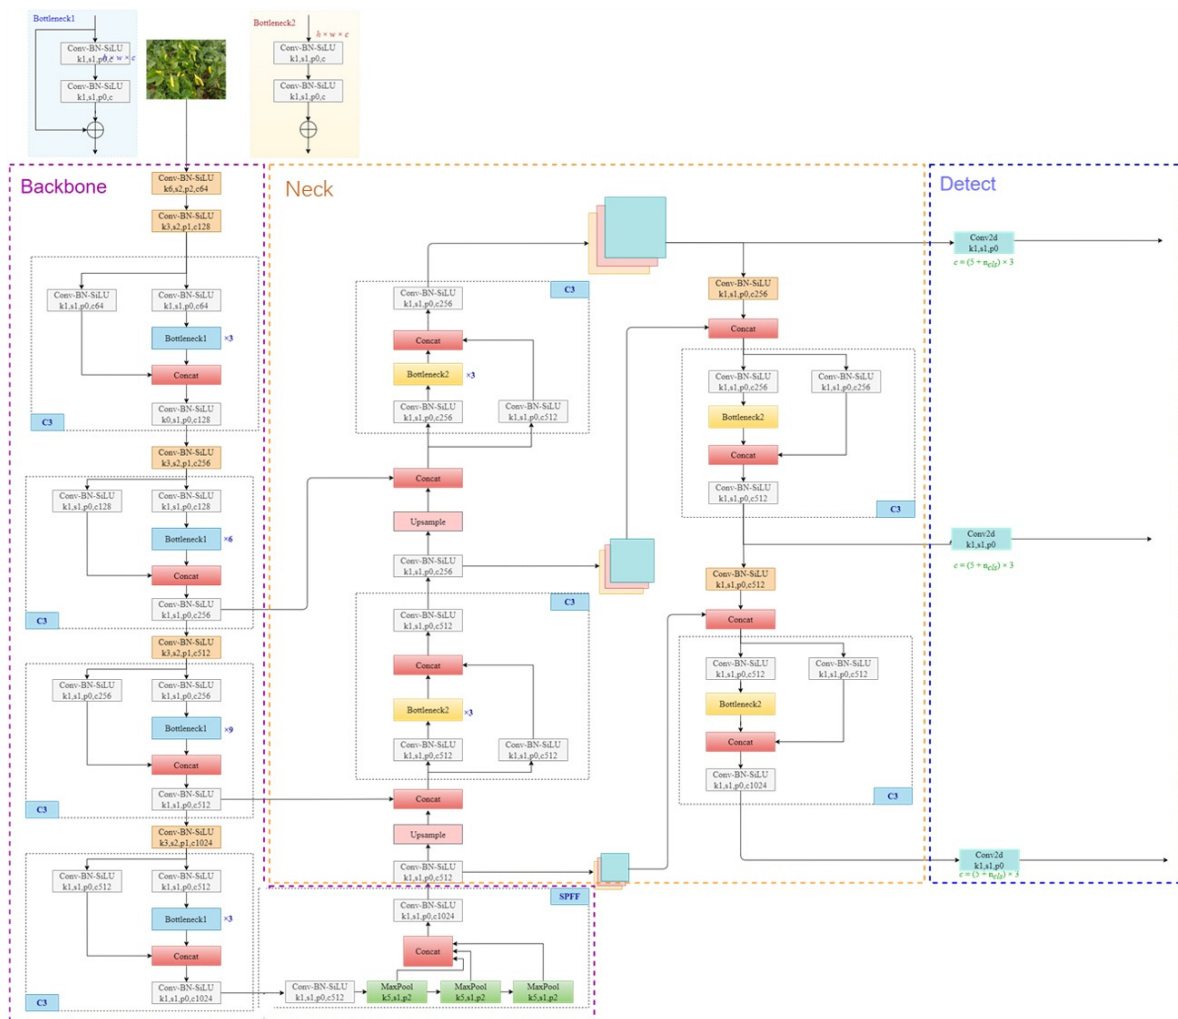 Bottleneck1
Conv-BN-SiLU
k1,s1,p0,c
h × w × c
Conv-BN-SiLU
k1,s1,p0,c
Bottleneck2
h × w × c
Conv-BN-SiLU
k1,s1,p0,c
Conv-BN-SiLU
k1,s1,p0,c
Backbone
Conv-BN-SiLU
k6,s2,p2,c64
Conv-BN-SiLU
k3,s2,p1,c128
Conv-BN-SiLU
k1,s1,p0,c64
Conv-BN-SiLU
k1,s1,p0,c64
Bottleneck1
×3
Concat
Conv-BN-SiLU
k0,s1,p0,c128
C3
Conv-BN-SiLU
k3,s2,p1,c256
Conv-BN-SiLU
k1,s1,p0,c128
Conv-BN-SiLU
k1,s1,p0,c128
Bottleneck1
×6
Concat
Conv-BN-SiLU
k1,s1,p0,c256
C3
Conv-BN-SiLU
k3,s2,p1,c512
Conv-BN-SiLU
k1,s1,p0,c256
Conv-BN-SiLU
k1,s1,p0,c256
Bottleneck1
×9
Concat
Conv-BN-SiLU
k1,s1,p0,c512
C3
Conv-BN-SiLU
k3,s2,p1,c1024
Conv-BN-SiLU
k1,s1,p0,c512
Conv-BN-SiLU
k1,s1,p0,c512
Bottleneck1
×3
Concat
Conv-BN-SiLU
k1,s1,p0,c1024
C3
Neck
C3
Conv-BN-SiLU
k1,s1,p0,c256
Concat
Bottleneck2
×3
Conv-BN-SiLU
k1,s1,p0,c256
Conv-BN-SiLU
k1,s1,p0,c512
Concat
Upsample
Conv-BN-SiLU
k1,s1,p0,c256
C3
Conv-BN-SiLU
k1,s1,p0,c512
Concat
Bottleneck2
×3
Conv-BN-SiLU
k1,s1,p0,c512
Conv-BN-SiLU
k1,s1,p0,c512
Concat
Upsample
Conv-BN-SiLU
k1,s1,p0,c512
SPFF
Conv-BN-SiLU
k1,s1,p0,c1024
Concat
Conv-BN-SiLU
k1,s1,p0,c512
MaxPool
k5,s1,p2
MaxPool
k5,s1,p2
MaxPool
k5,s1,p2
Conv-BN-SiLU
k1,s1,p0,c256
Concat
Conv-BN-SiLU
k1,s1,p0,c256
Conv-BN-SiLU
k1,s1,p0,c256
Bottleneck2
Concat
Conv-BN-SiLU
k1,s1,p0,c512
C3
Conv-BN-SiLU
k1,s1,p0,c512
Concat
Conv-BN-SiLU
k1,s1,p0,c512
Conv-BN-SiLU
k1,s1,p0,c512
Bottleneck2
Concat
Conv-BN-SiLU
k1,s1,p0,c1024
C3
Detect
Conv2d
k1,s1,p0
c = (5 + n_cls) × 3
Conv2d
k1,s1,p0
c = (5 + n_cls) × 3
Conv2d
k1,s1,p0
c = (5 + n_cls) × 3